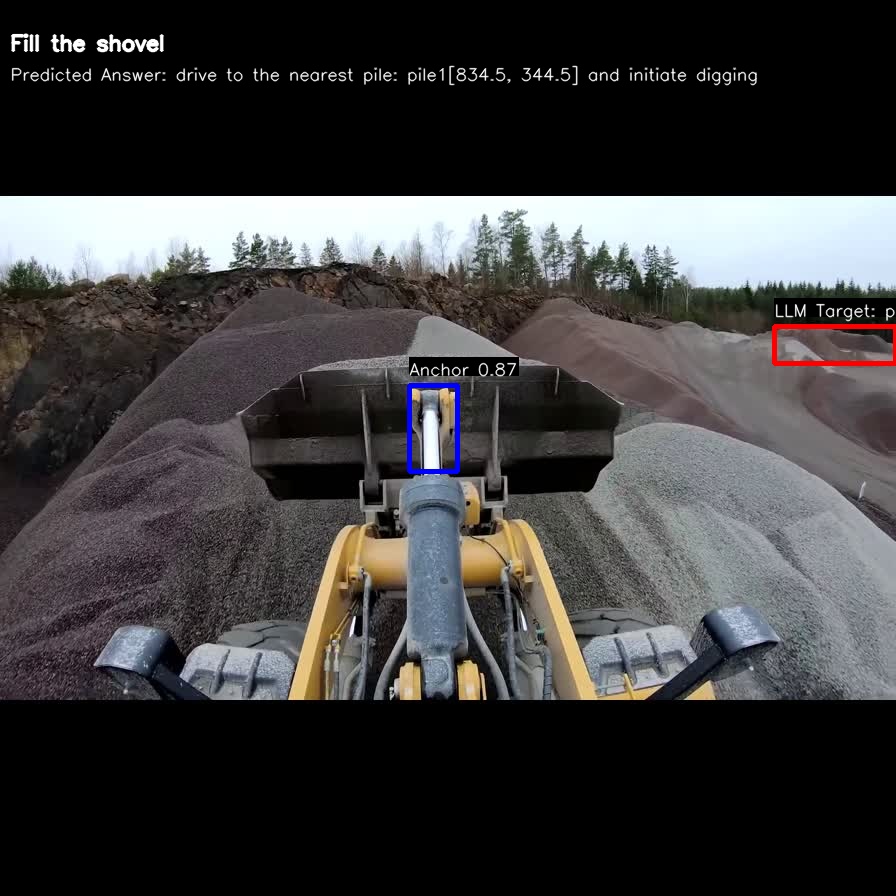 Fill the shovel
Predicted Answer: drive to the nearest pile: pile1[834.5, 344.5] and initiate digging
LLM Target: p
Anchor 0.87